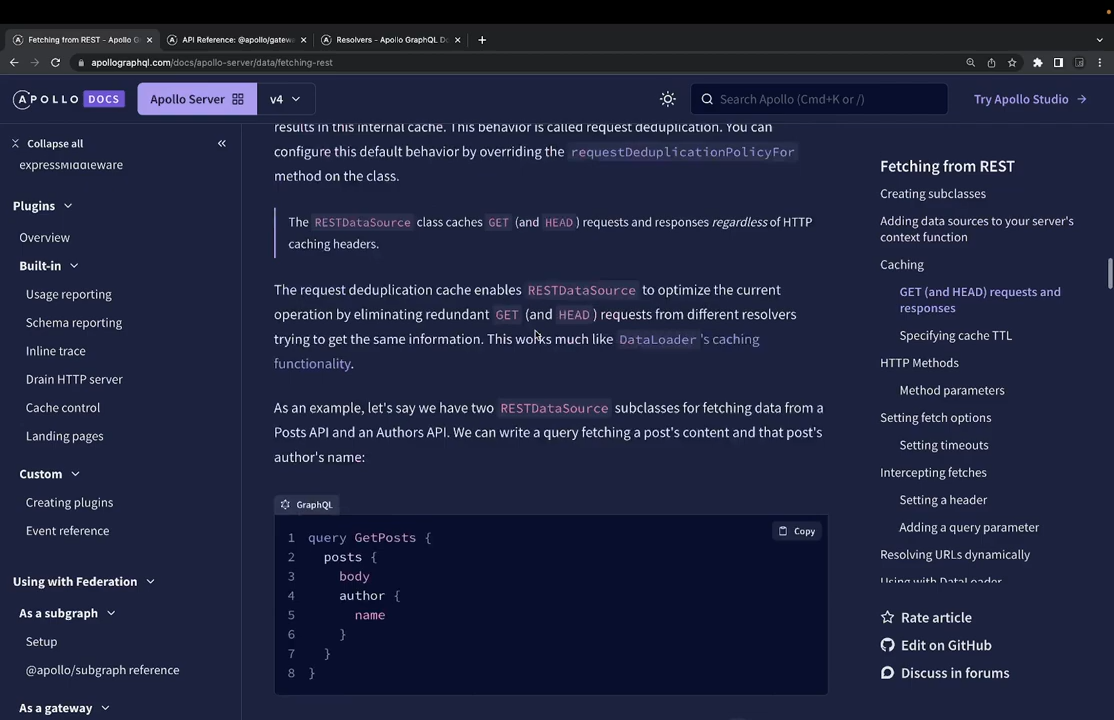 Fetching from REST - Apollo G
API Reference: @apollo/gatew
Resolvers - Apollo GraphQL Do
apollographql.com/docs/apollo-server/data/fetching-rest
APOLLO DOCS
Apollo Server
v4
Search Apollo (Cmd+K or /)
Try Apollo Studio
Collapse all
expressMiddleware
Plugins
Overview
Built-in
Usage reporting
Schema reporting
Inline trace
Drain HTTP server
Cache control
Landing pages
Custom
Creating plugins
Event reference
Using with Federation
As a subgraph
Setup
@apollo/subgraph reference
As a gateway
results in this internal cache. This behavior is called request deduplication. You can
configure this default behavior by overriding the requestDeduplicationPolicyFor
method on the class.
The RESTDataSource class caches GET (and HEAD) requests and responses regardless of HTTP
caching headers.
The request deduplication cache enables RESTDataSource to optimize the current
operation by eliminating redundant GET (and HEAD) requests from different resolvers
trying to get the same information. This works much like DataLoader's caching
functionality.
As an example, let's say we have two RESTDataSource subclasses for fetching data from a
Posts API and an Authors API. We can write a query fetching a post's content and that post's
author's name:
GraphQL
Copy
1 query GetPosts {
2 posts {
3 body
4 author {
5 name
6 }
7 }
8 }
Fetching from REST
Creating subclasses
Adding data sources to your server's
context function
Caching
GET (and HEAD) requests and
responses
Specifying cache TTL
HTTP Methods
Method parameters
Setting fetch options
Setting timeouts
Intercepting fetches
Setting a header
Adding a query parameter
Resolving URLs dynamically
Using with DataLoader
Rate article
Edit on GitHub
Discuss in forums